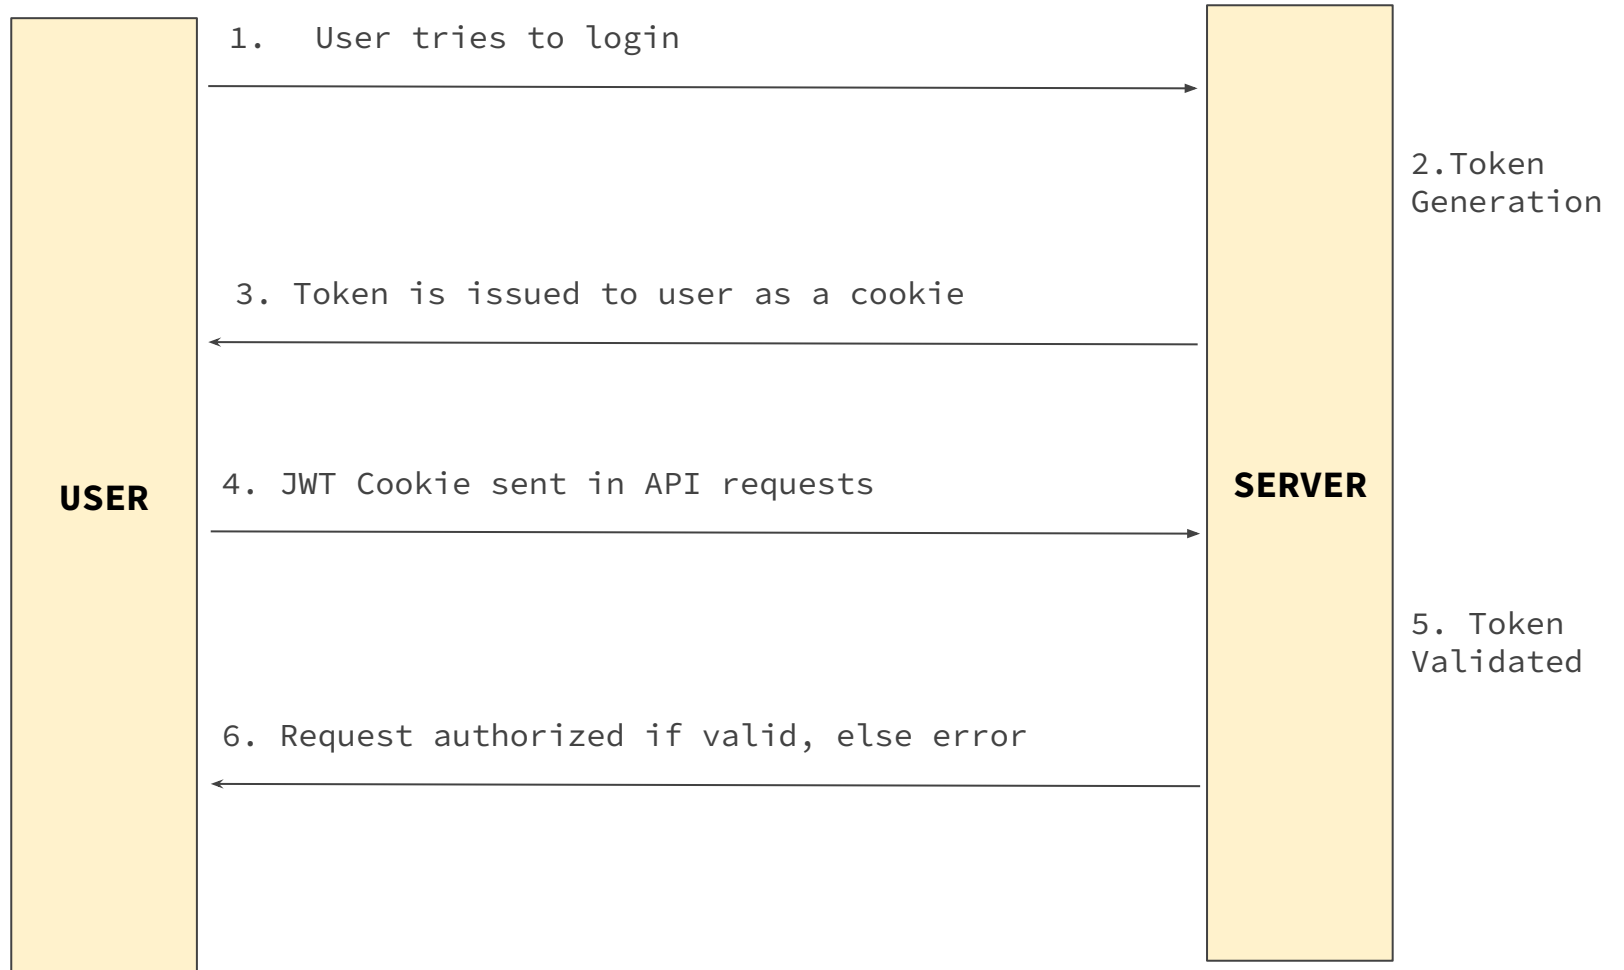 1. User tries to login
2.Token
Generation
3. Token is issued to user as a cookie
USER
4. JWT Cookie sent in API requests
SERVER
5. Token
Validated
6. Request authorized if valid, else error